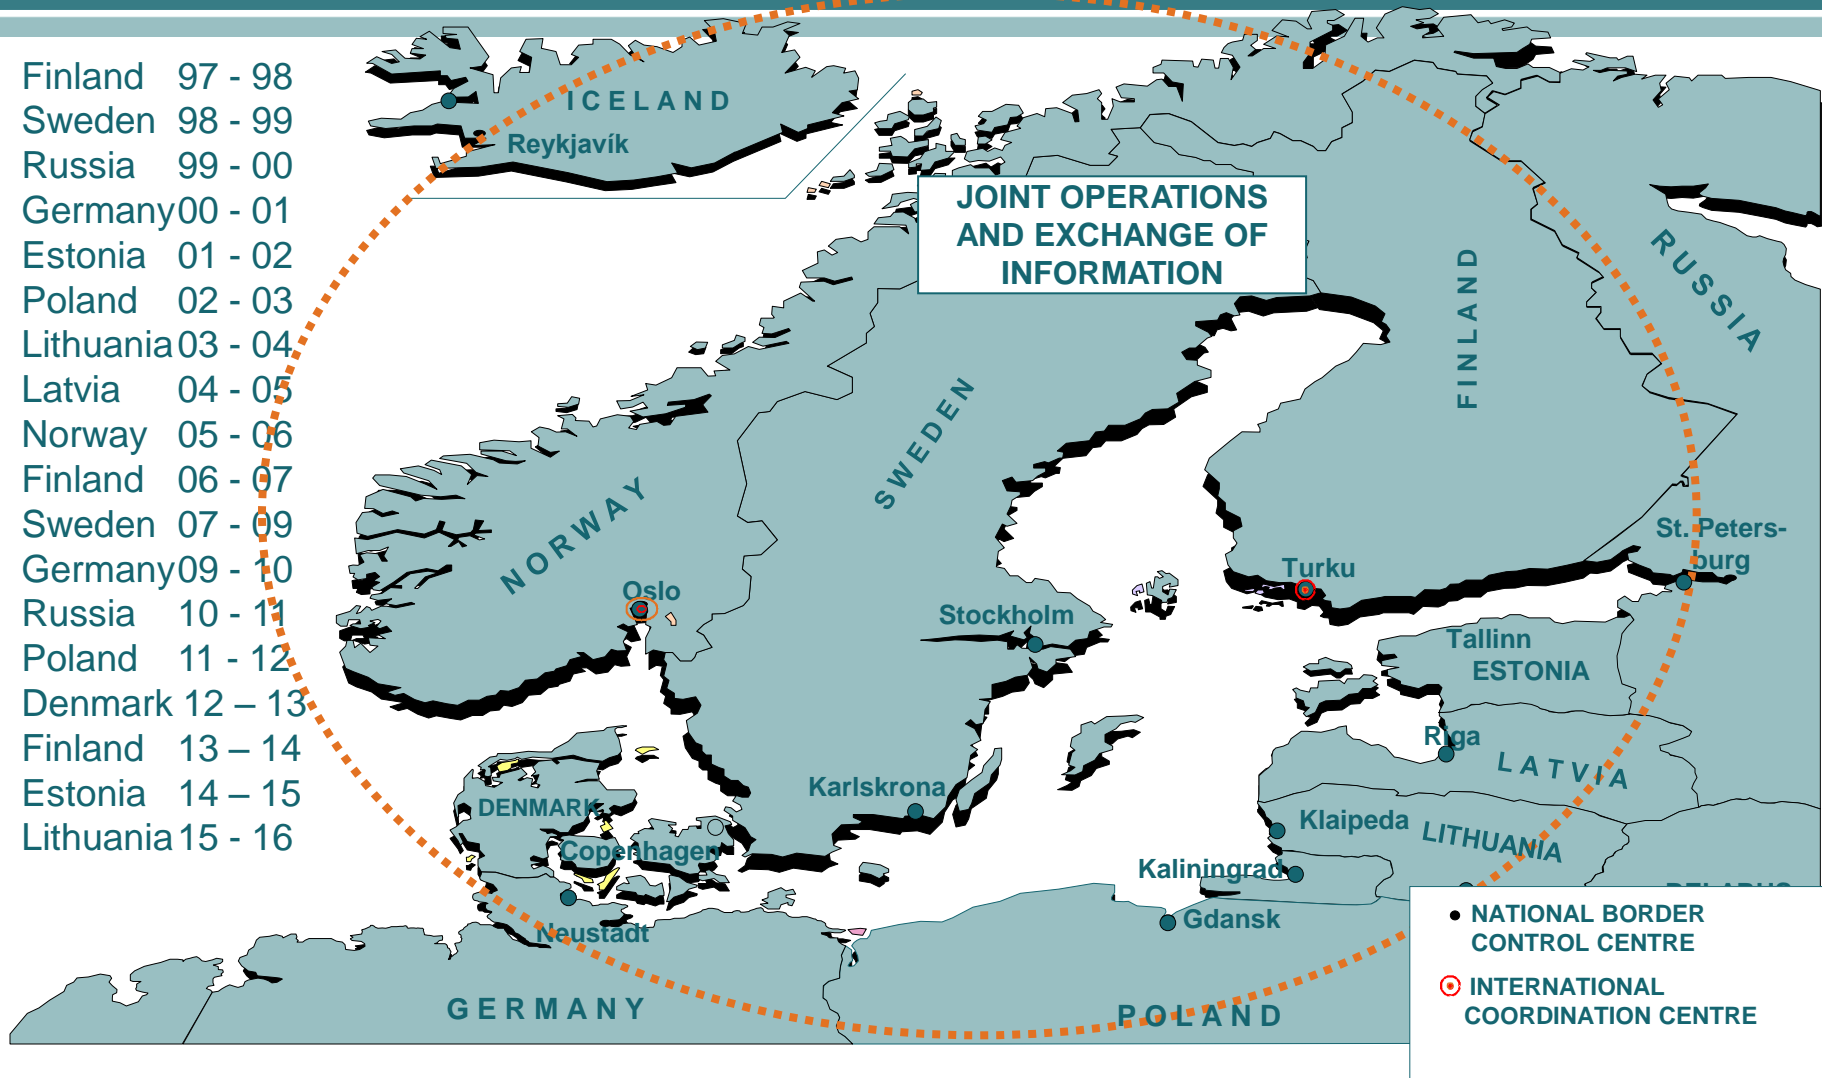 Finland 97 - 98
Sweden 98 - 99
Russia 99 - 00
Germany 00 - 01
Estonia 01 - 02
Poland 02 - 03
Lithuania 03 - 04
Latvia 04 - 05
Norway 05 - 06
Finland 06 - 07
Sweden 07 - 09
Germany 09 - 10
Russia 10 - 11
Poland 11 - 12
Denmark 12 – 13
Finland 13 – 14
Estonia 14 – 15
Lithuania 15 - 16
ICELAND
Reykjavík
JOINT OPERATIONS
AND EXCHANGE OF
INFORMATION
RUSSIA
FINLAND
SWEDEN
NORWAY
St. Peters-
burg
Turku
Oslo
Stockholm
Tallinn
ESTONIA
Riga
LATVIA
Karlskrona
DENMARK
Klaipeda
LITHUANIA
Copenhagen
Kaliningrad
Gdansk
Neustadt
GERMANY
POLAND
NATIONAL BORDER
CONTROL CENTRE
INTERNATIONAL
COORDINATION CENTRE